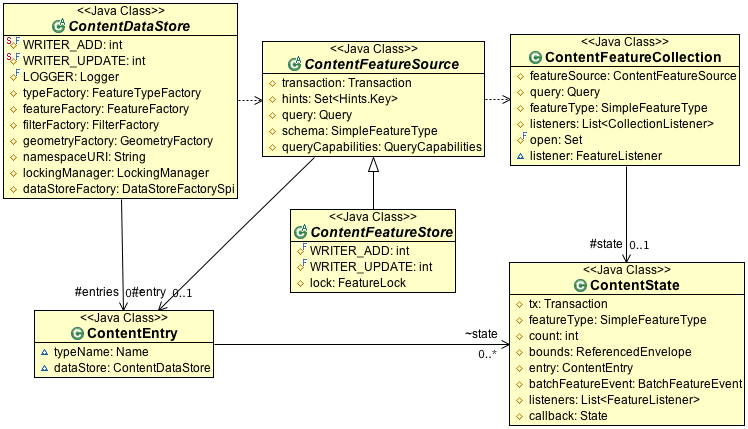 <<Java Class>>
ContentDataStore
WRITER_ADD: int
WRITER_UPDATE: int
LOGGER: Logger
typeFactory: FeatureTypeFactory
featureFactory: FeatureFactory
filterFactory: FilterFactory
geometryFactory: GeometryFactory
namespaceURI: String
lockingManager: LockingManager
dataStoreFactory: DataStoreFactorySpi
<<Java Class>>
ContentFeatureSource
transaction: Transaction
hints: Set<Hints.Key>
query: Query
schema: SimpleFeatureType
queryCapabilities: QueryCapabilities
<<Java Class>>
ContentFeatureCollection
featureSource: ContentFeatureSource
query: Query
featureType: SimpleFeatureType
listeners: List<CollectionListener>
open: Set
listener: FeatureListener
<<Java Class>>
ContentFeatureStore
WRITER_ADD: int
WRITER_UPDATE: int
lock: FeatureLock
#state 0..1
#entries 0..*
#entry 0..1
<<Java Class>>
ContentEntry
typeName: Name
dataStore: ContentDataStore
~state
0..*
<<Java Class>>
ContentState
tx: Transaction
featureType: SimpleFeatureType
count: int
bounds: ReferencedEnvelope
entry: ContentEntry
batchFeatureEvent: BatchFeatureEvent
listeners: List<FeatureListener>
callback: State